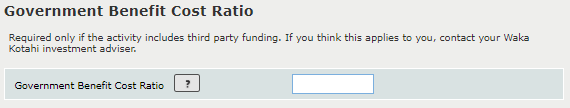 Government Benefit Cost Ratio
Required only if the activity includes third party funding. If you think this applies to you, contact your Waka
Kotahi investment adviser.
Government Benefit Cost Ratio ?